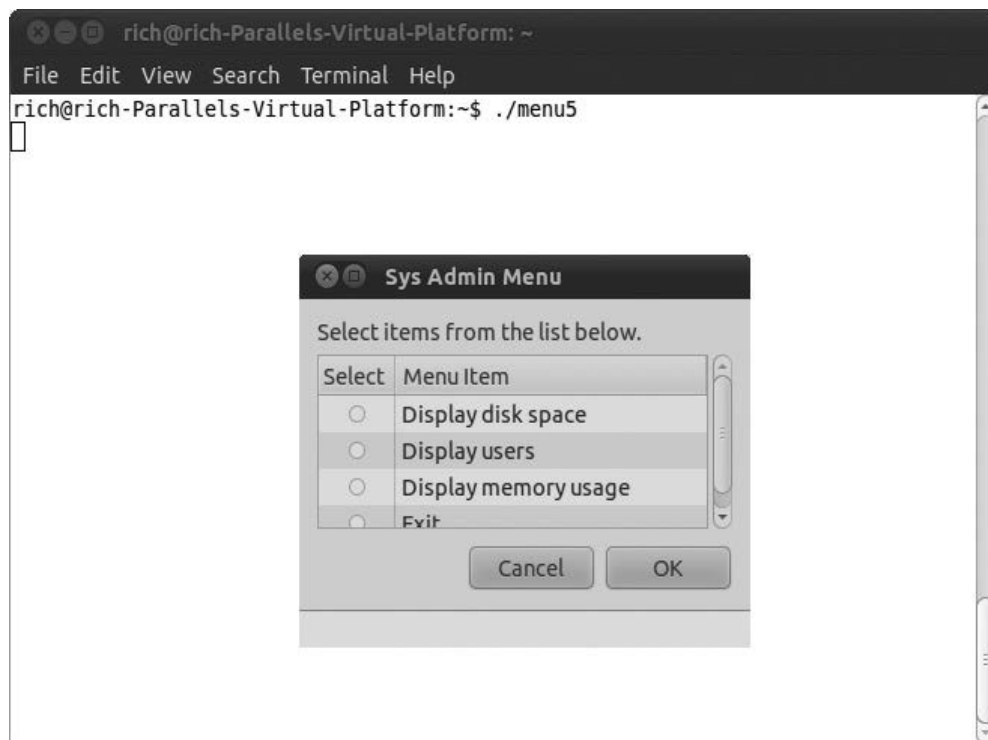 rich@rich-Parallels-Virtual-Platform: ~
File Edit View Search Terminal Help
rich@rich-Parallels-Virtual-Platform:~$ ./menu5
Sys Admin Menu
Select items from the list below.
Select Menu Item
Display disk space
Display users
Display memory usage
Exit
Cancel OK